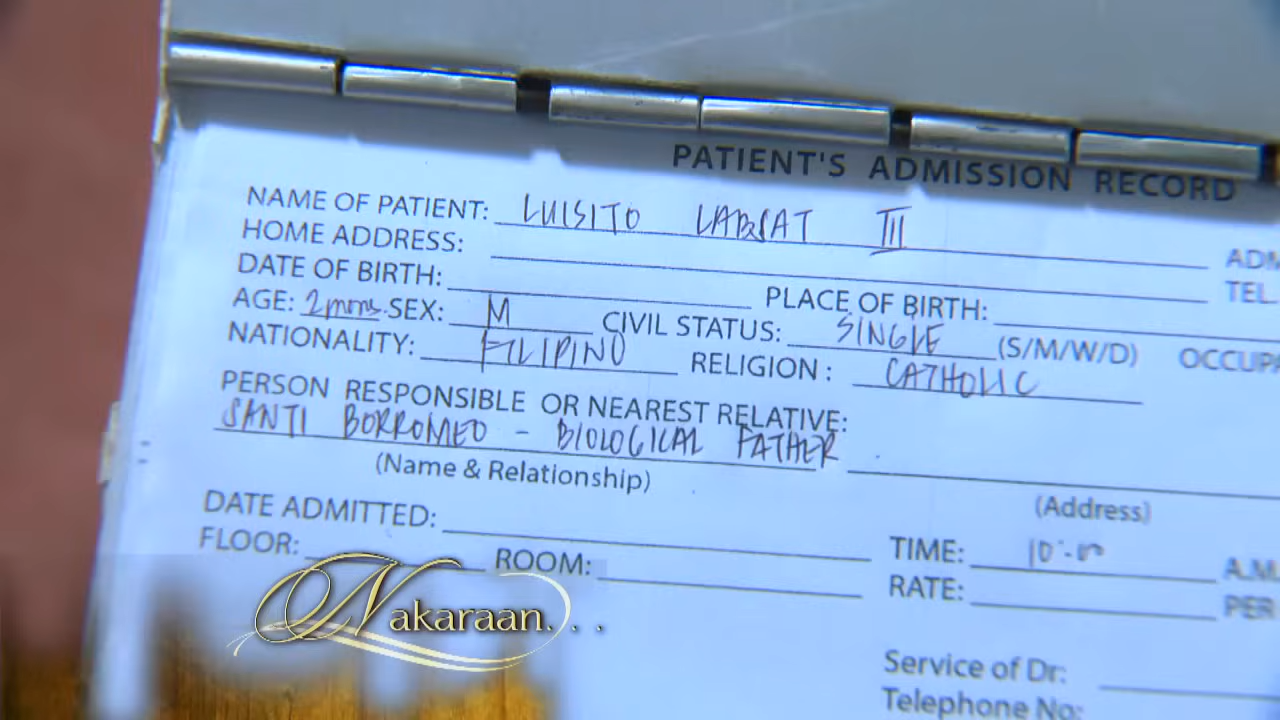 PATIENT'S ADMISSION RECORD
NAME OF PATIENT: LUISITO LABSAT III
HOME ADDRESS: ADM
DATE OF BIRTH: PLACE OF BIRTH: TEL.
AGE: 2mons. SEX: M CIVIL STATUS: SINGLE (S/M/W/D) OCCUPA
NATIONALITY: FILIPINO RELIGION: CATHOLIC
PERSON RESPONSIBLE OR NEAREST RELATIVE:
SANTI BORROMEO - BIOLOGICAL FATHER
(Name & Relationship) (Address)
DATE ADMITTED: TIME: A.M.
FLOOR: ROOM: RATE: PER
Nakaraan...
Service of Dr:
Telephone No: